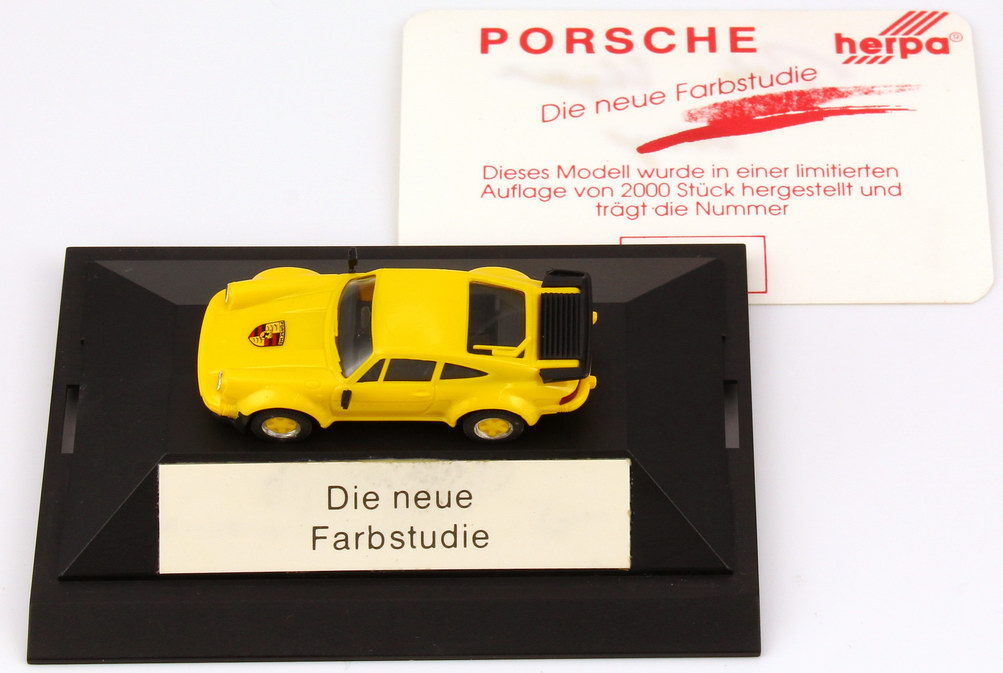 PORSCHE
herpa®
Die neue Farbstudie
Dieses Modell wurde in einer limitierten
Auflage von 2000 Stück hergestellt und
trägt die Nummer
Die neue
Farbstudie